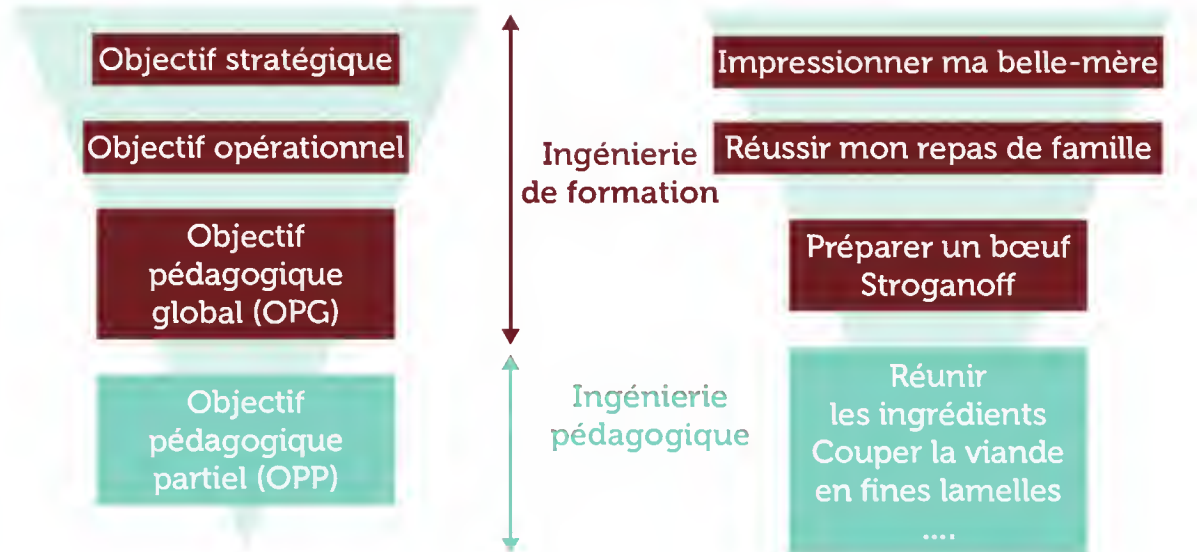 Objectif stratégique
Objectif opérationnel
Objectif
pédagogique
global (OPG)
Objectif
pédagogique
partiel (OPP)
Ingénierie
de formation
Ingénierie
pédagogique
Impressionner ma belle-mère
Réussir mon repas de famille
Préparer un bœuf
Stroganoff
Réunir
les ingrédients
Couper la viande
en fines lamelles
....